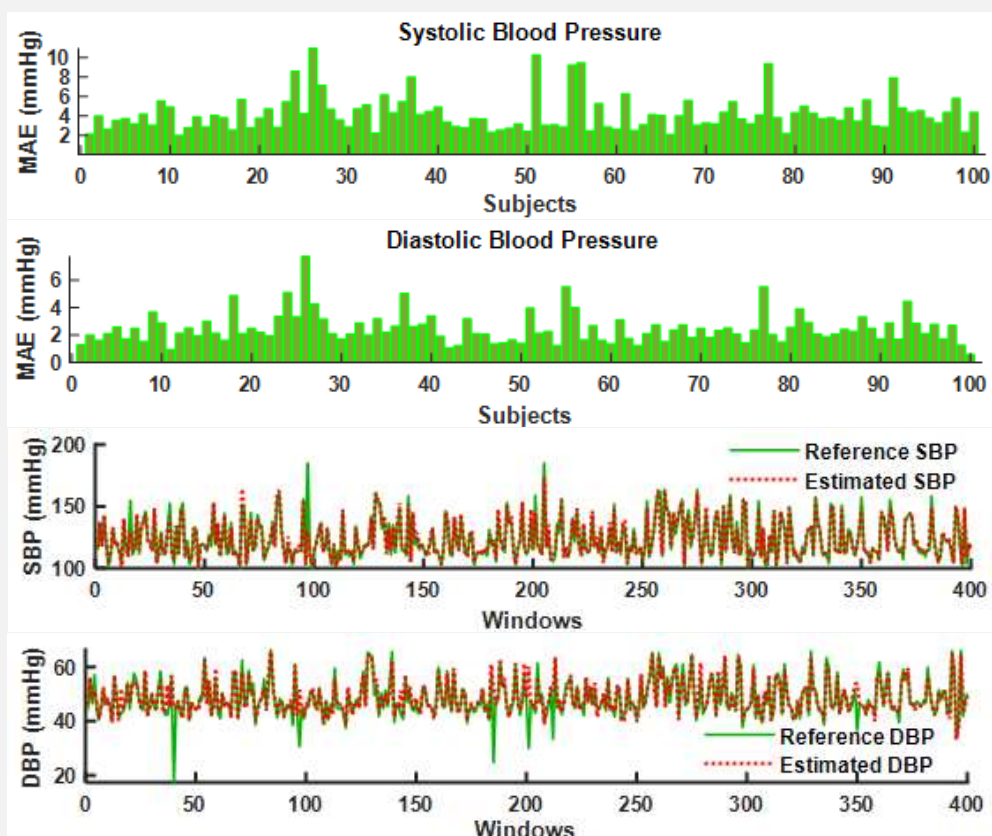 Systolic Blood Pressure
MAE (mmHg)
10
8
6
4
2
0 10 20 30 40 50 60 70 80 90 100
Subjects
Diastolic Blood Pressure
MAE (mmHg)
6
4
2
0
0 10 20 30 40 50 60 70 80 90 100
Subjects
SBP (mmHg)
200
150
100
Reference SBP
Estimated SBP
0 50 100 150 200 250 300 350 400
Windows
DBP (mmHg)
60
40
20
Reference DBP
Estimated DBP
0 50 100 150 200 250 300 350 400
Windows